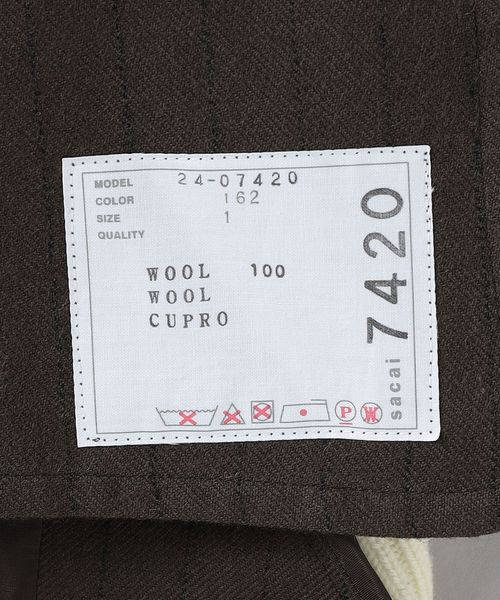 MODEL 24-07420
COLOR 162
SIZE 1
QUALITY
WOOL 100
WOOL
CUPRO
P W
sacai 7420